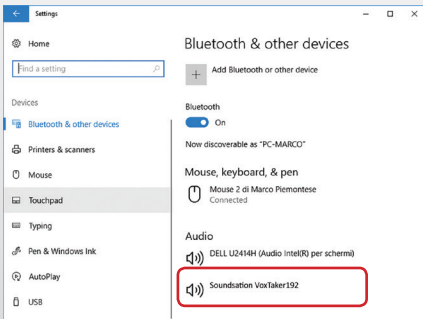 Settings
Home
Find a setting
Devices
Bluetooth & other devices
Printers & scanners
Mouse
Touchpad
Typing
Pen & Windows Ink
AutoPlay
USB
Bluetooth & other devices
Add Bluetooth or other device
Bluetooth
On
Now discoverable as "PC-MARCO"
Mouse, keyboard, & pen
Mouse 2 di Marco Piemontese
Connected
Audio
DELL U2414H (Audio Intel(R) per schermi)
Soundsation VoxTaker192